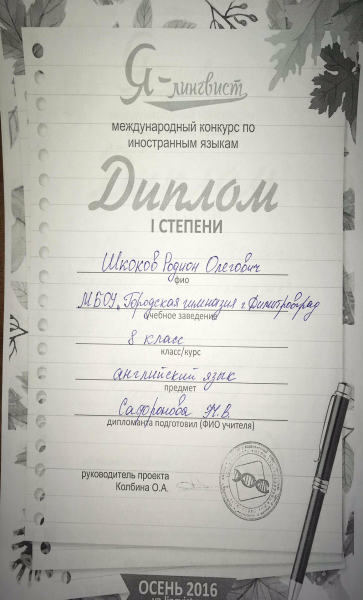 Я-лингвист
международный конкурс по
иностранным языкам
Диплом
I СТЕПЕНИ
Шкоков Родион Олегович
фио
МБОУ "Городская гимназия г. Димитровград
учебное заведение
8 класс
класс/курс
английский язык
предмет
Сафронова Н.В.
дипломанта подготовил (ФИО учителя)
руководитель проекта
Колбина О.А.
ОСЕНЬ 2016